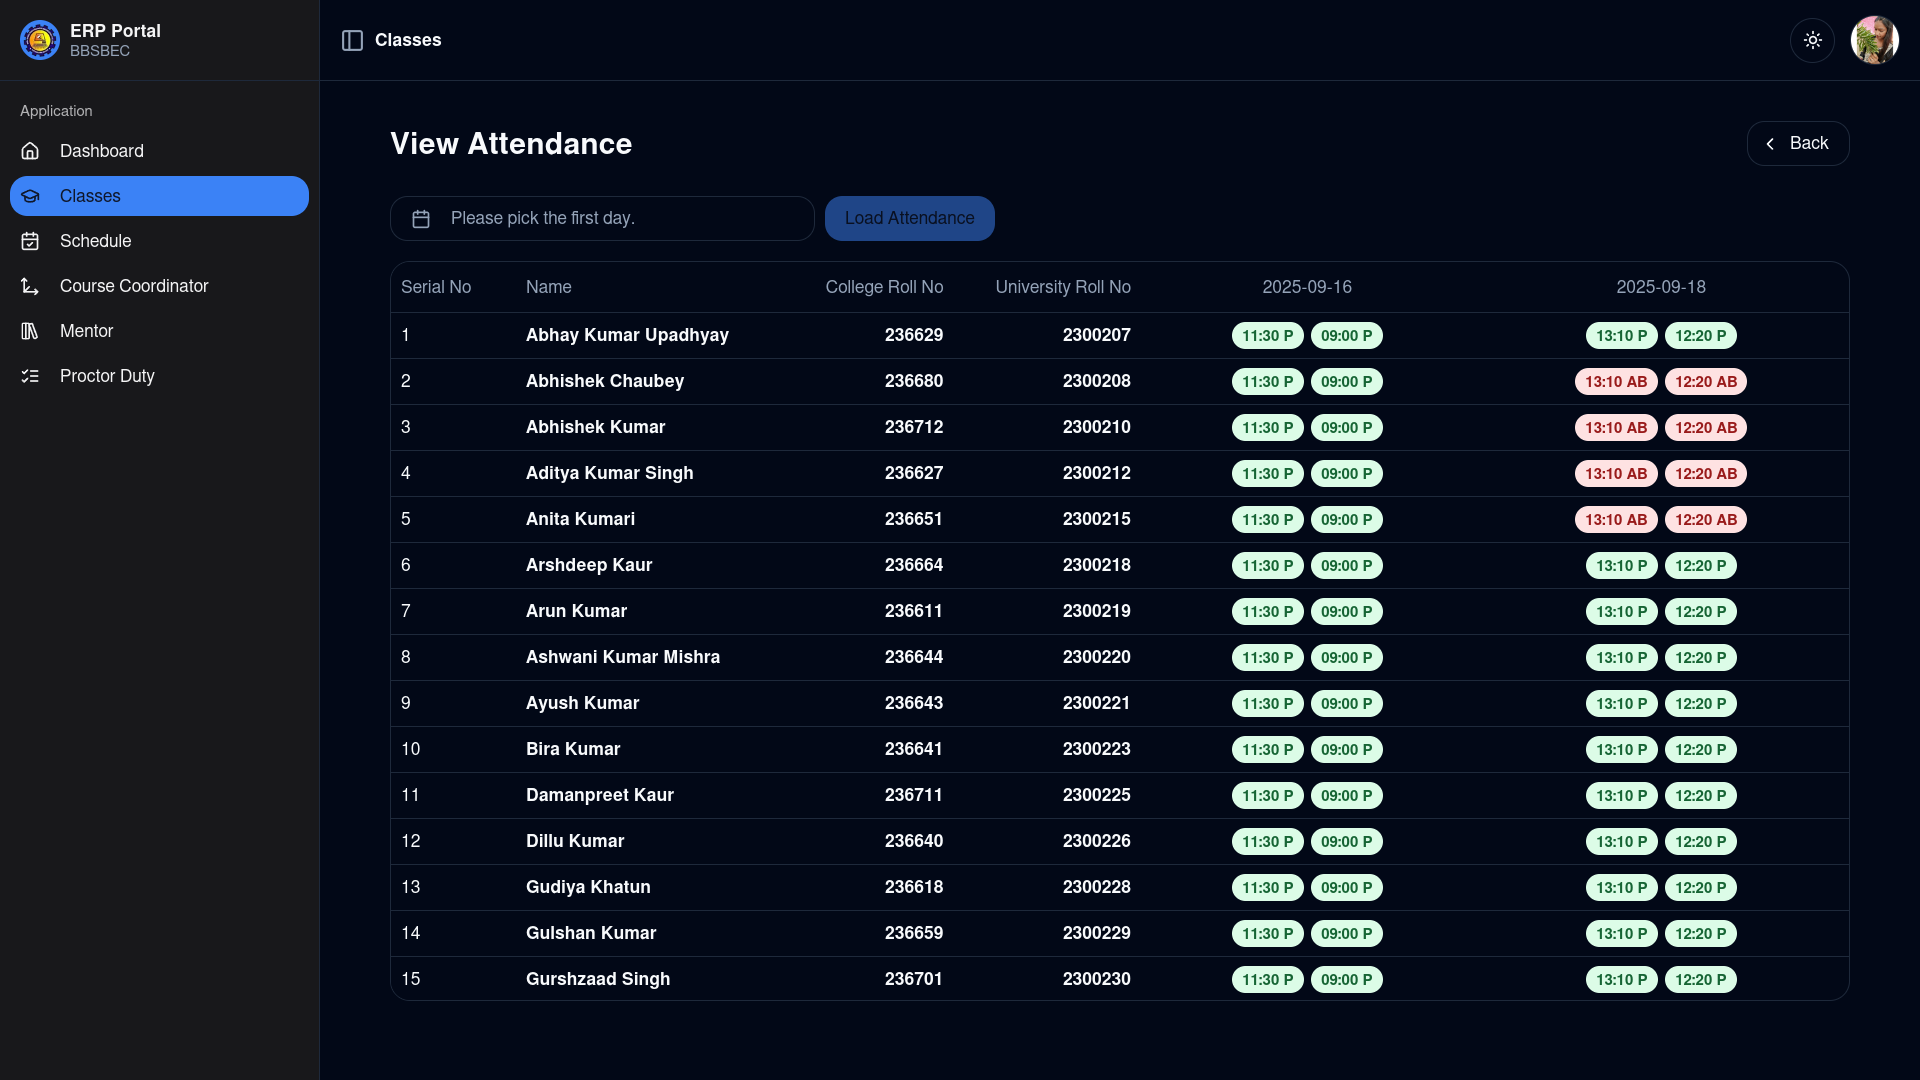 ERP Portal
BBSBEC
Classes
Application
Dashboard
Classes
Schedule
Course Coordinator
Mentor
Proctor Duty
View Attendance
Back
Please pick the first day.
Load Attendance
Serial No Name College Roll No University Roll No 2025-09-16 2025-09-18
1 Abhay Kumar Upadhyay 236629 2300207 11:30 P 09:00 P 13:10 P 12:20 P
2 Abhishek Chaubey 236680 2300208 11:30 P 09:00 P 13:10 AB 12:20 AB
3 Abhishek Kumar 236712 2300210 11:30 P 09:00 P 13:10 AB 12:20 AB
4 Aditya Kumar Singh 236627 2300212 11:30 P 09:00 P 13:10 AB 12:20 AB
5 Anita Kumari 236651 2300215 11:30 P 09:00 P 13:10 AB 12:20 AB
6 Arshdeep Kaur 236664 2300218 11:30 P 09:00 P 13:10 P 12:20 P
7 Arun Kumar 236611 2300219 11:30 P 09:00 P 13:10 P 12:20 P
8 Ashwani Kumar Mishra 236644 2300220 11:30 P 09:00 P 13:10 P 12:20 P
9 Ayush Kumar 236643 2300221 11:30 P 09:00 P 13:10 P 12:20 P
10 Bira Kumar 236641 2300223 11:30 P 09:00 P 13:10 P 12:20 P
11 Damanpreet Kaur 236711 2300225 11:30 P 09:00 P 13:10 P 12:20 P
12 Dillu Kumar 236640 2300226 11:30 P 09:00 P 13:10 P 12:20 P
13 Gudiya Khatun 236618 2300228 11:30 P 09:00 P 13:10 P 12:20 P
14 Gulshan Kumar 236659 2300229 11:30 P 09:00 P 13:10 P 12:20 P
15 Gurshzaad Singh 236701 2300230 11:30 P 09:00 P 13:10 P 12:20 P